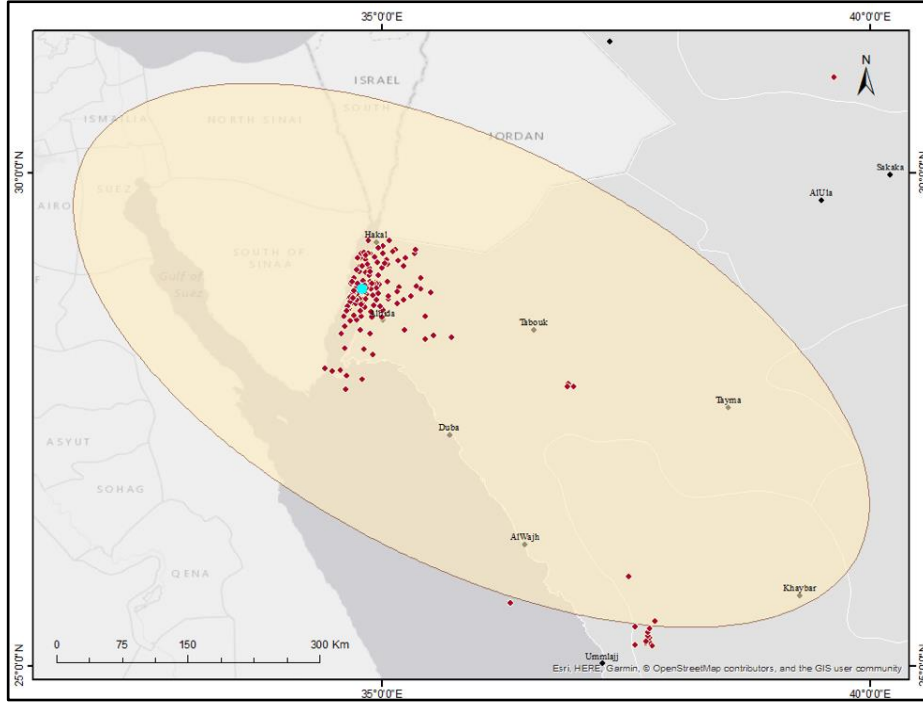 35°0'0"E
40°0'0"E
N
ISRAEL
SOUTH
ISMAILIA
NORTH SINAI
JORDAN
30°0'0"N
30°0'0"N
Sakaka
SUEZ
AlUla
AIRO
Hakal
SOUTH OF
SINAA
Gulf of
Suez
Tabouk
Tayma
Duba
ASYUT
SOHAG
AlWajh
QENA
Khaybar
0 75 150 300 Km
Ummlajj
25°0'0"N
25°0'0"N
Esri, HERE, Garmin, © OpenStreetMap contributors, and the GIS user community
35°0'0"E
40°0'0"E